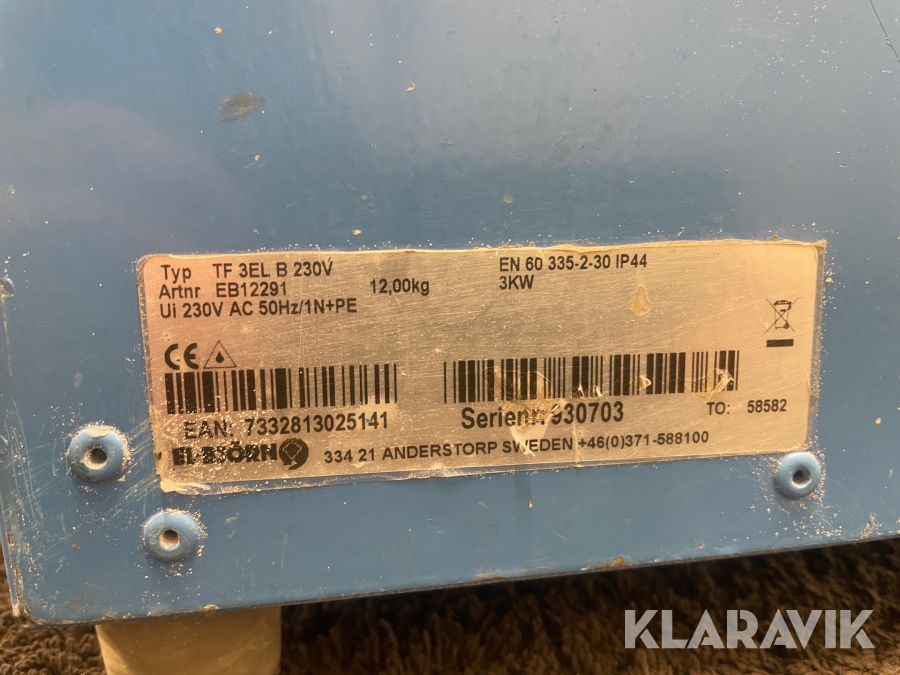 Typ TF 3EL B 230V
Artnr EB12291 12,00kg
Ui 230V AC 50Hz/1N+PE
EN 60 335-2-30 IP44
3KW
CE
EAN: 7332813025141
Serienr: 930703
TO: 58582
EL-BJÖRN
334 21 ANDERSTORP SWEDEN +46(0)371-588100
KLARAVIK